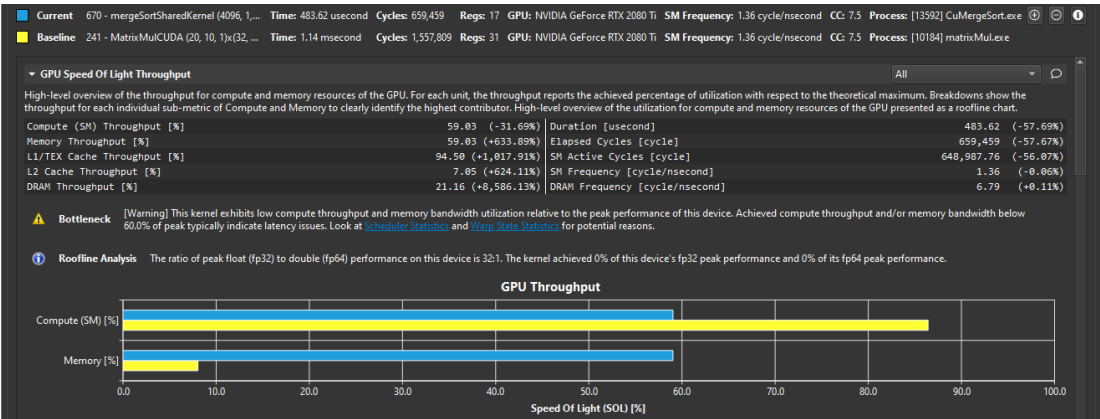 Current 670 - mergeSortSharedKernel (4096, 1,... Time: 483.62 usecond Cycles: 659,459 Regs: 17 GPU: NVIDIA GeForce RTX 2080 Ti SM Frequency: 1.36 cycle/nsecond CC: 7.5 Process: [13592] CuMergeSort.exe
Baseline 241 - MatrixMulCUDA (20, 10, 1)x(32, ... Time: 1.14 msecond Cycles: 1,557,809 Regs: 31 GPU: NVIDIA GeForce RTX 2080 Ti SM Frequency: 1.36 cycle/nsecond CC: 7.5 Process: [10184] matrixMul.exe
GPU Speed Of Light Throughput All
High-level overview of the throughput for compute and memory resources of the GPU. For each unit, the throughput reports the achieved percentage of utilization with respect to the theoretical maximum. Breakdowns show the
throughput for each individual sub-metric of Compute and Memory to clearly identify the highest contributor. High-level overview of the utilization for compute and memory resources of the GPU presented as a roofline chart.
Compute (SM) Throughput [%] 59.03 (-31.69%) Duration [usecond] 483.62 (-57.69%)
Memory Throughput [%] 59.03 (+633.89%) Elapsed Cycles [cycle] 659,459 (-57.67%)
L1/TEX Cache Throughput [%] 94.50 (+1,017.91%) SM Active Cycles [cycle] 648,987.76 (-56.07%)
L2 Cache Throughput [%] 7.05 (+624.11%) SM Frequency [cycle/nsecond] 1.36 (-0.06%)
DRAM Throughput [%] 21.16 (+8,586.13%) DRAM Frequency [cycle/nsecond] 6.79 (+0.11%)
Bottleneck [Warning] This kernel exhibits low compute throughput and memory bandwidth utilization relative to the peak performance of this device. Achieved compute throughput and/or memory bandwidth below
60.0% of peak typically indicate latency issues. Look at Scheduler Statistics and Warp State Statistics for potential reasons.
Roofline Analysis The ratio of peak float (fp32) to double (fp64) performance on this device is 32:1. The kernel achieved 0% of this device's fp32 peak performance and 0% of its fp64 peak performance.
GPU Throughput
Compute (SM) [%]
Memory [%]
0.0 10.0 20.0 30.0 40.0 50.0 60.0 70.0 80.0 90.0 100.0
Speed Of Light (SOL) [%]